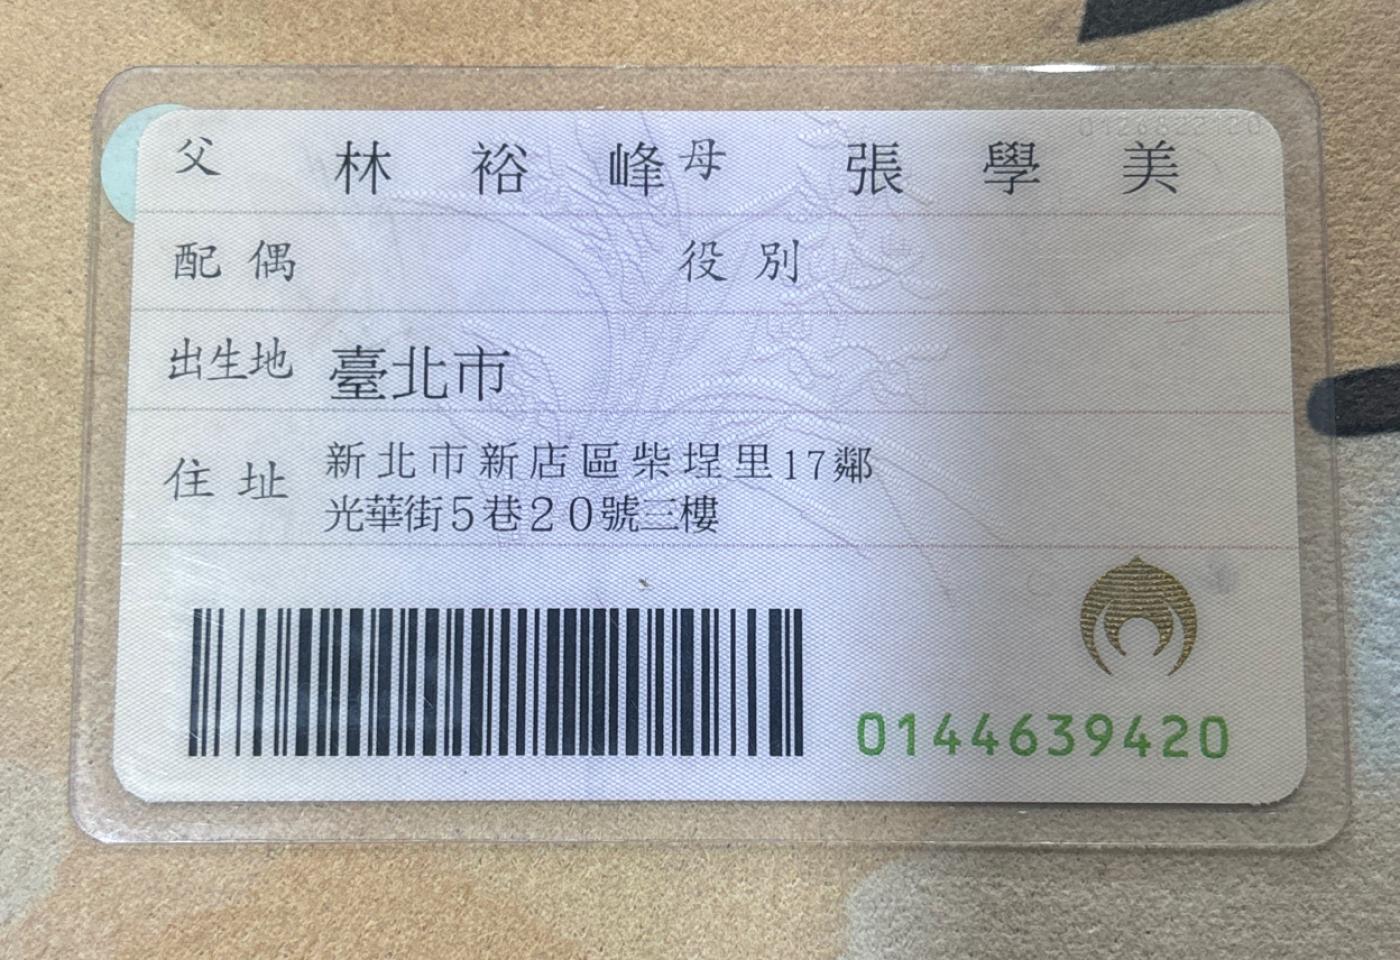 父 林裕峰 母 張學美
配偶 役別
出生地 臺北市
住址 新北市新店區柴埕里17鄰
光華街5巷20號三樓
0144639420